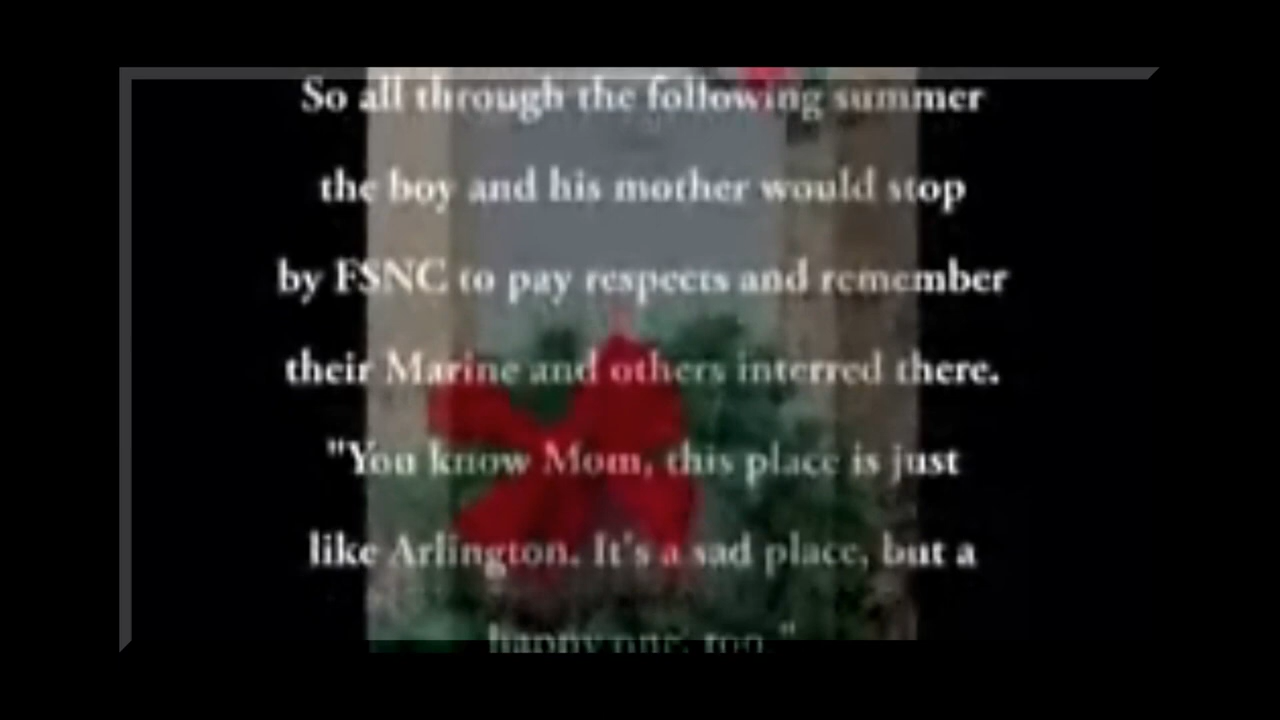 So all through the following summer
the boy and his mother would stop
by FSNC to pay respects and remember
their Marine and others interred there.
"You know Mom, this place is just
like Arlington. It's a sad place, but a
happy one, too."